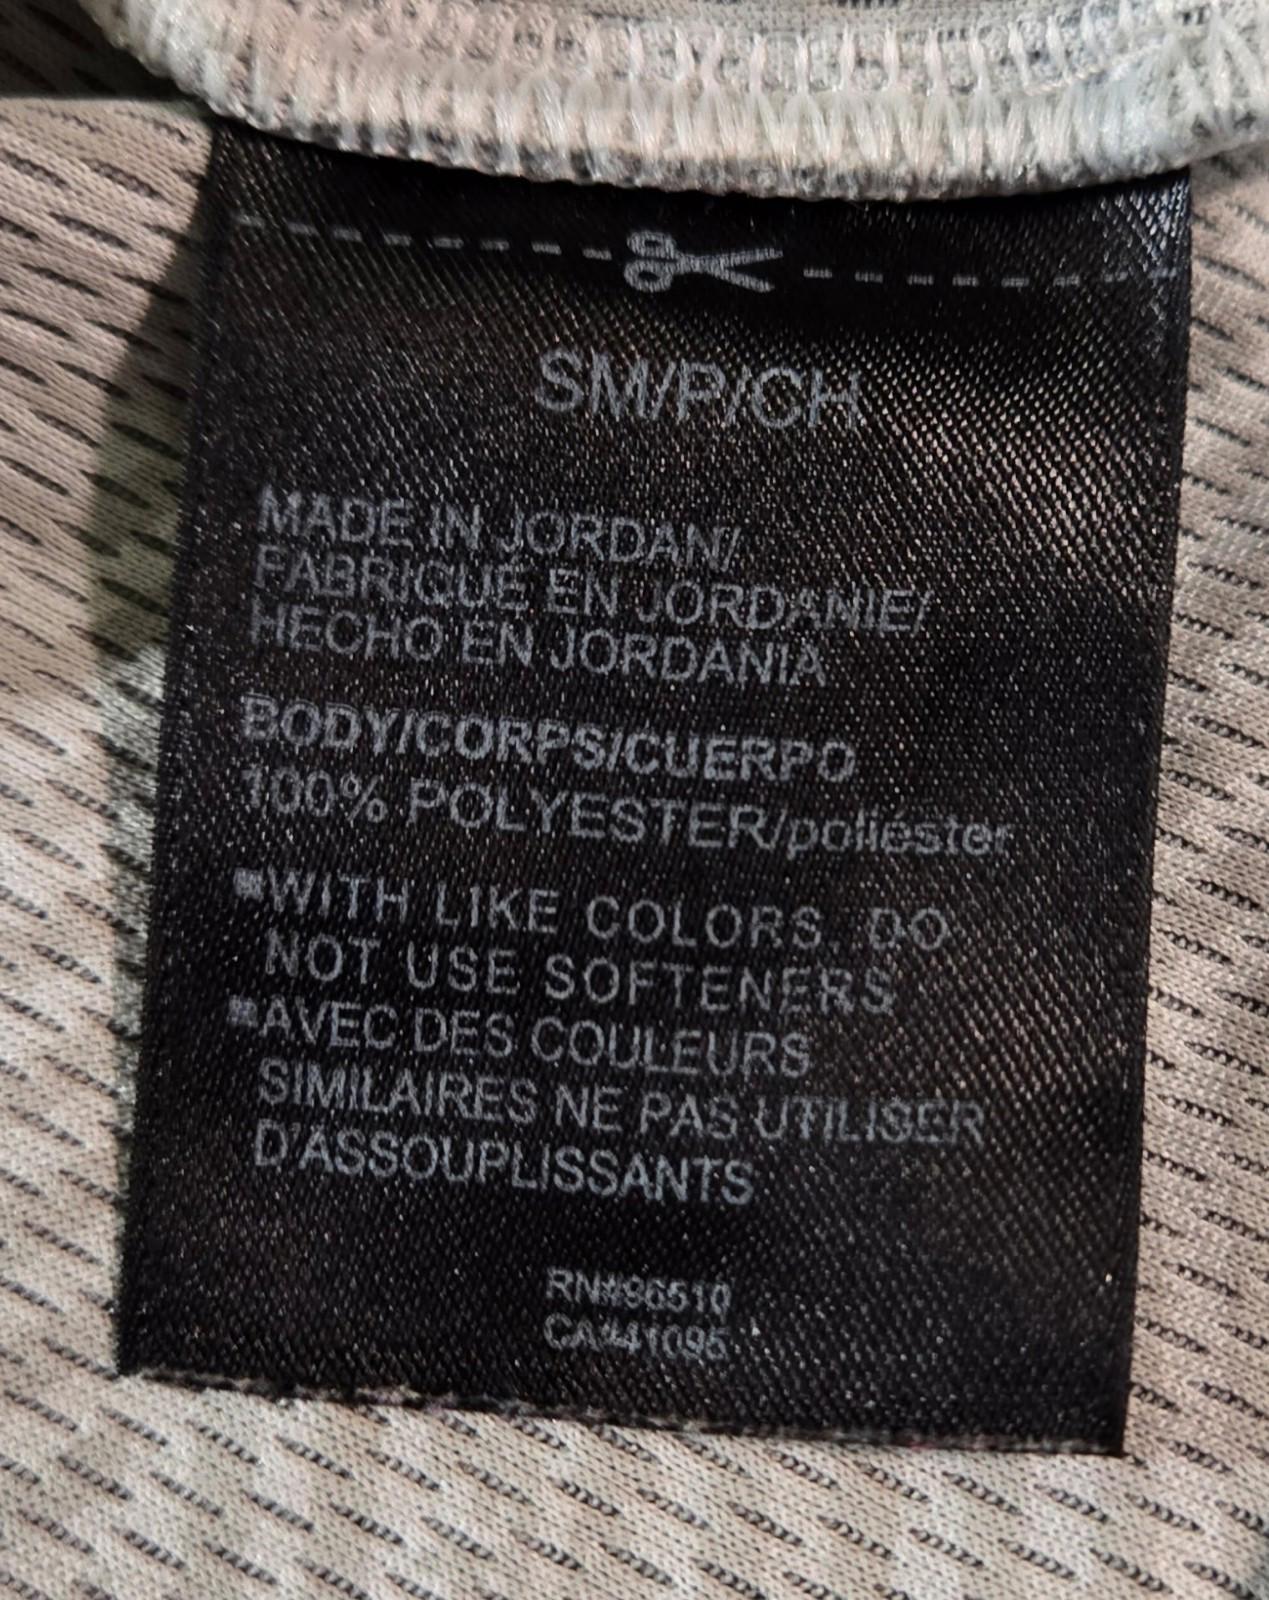 SM/P/CH
MADE IN JORDAN/
FABRIQUÉ EN JORDANIE/
HECHO EN JORDANIA
BODY/CORPS/CUERPO
100% POLYESTER/poliéster
▪WITH LIKE COLORS, DO
NOT USE SOFTENERS
▪AVEC DES COULEURS
SIMILAIRES NE PAS UTILISER
D'ASSOUPLISSANTS
RN#96510
CA#41095